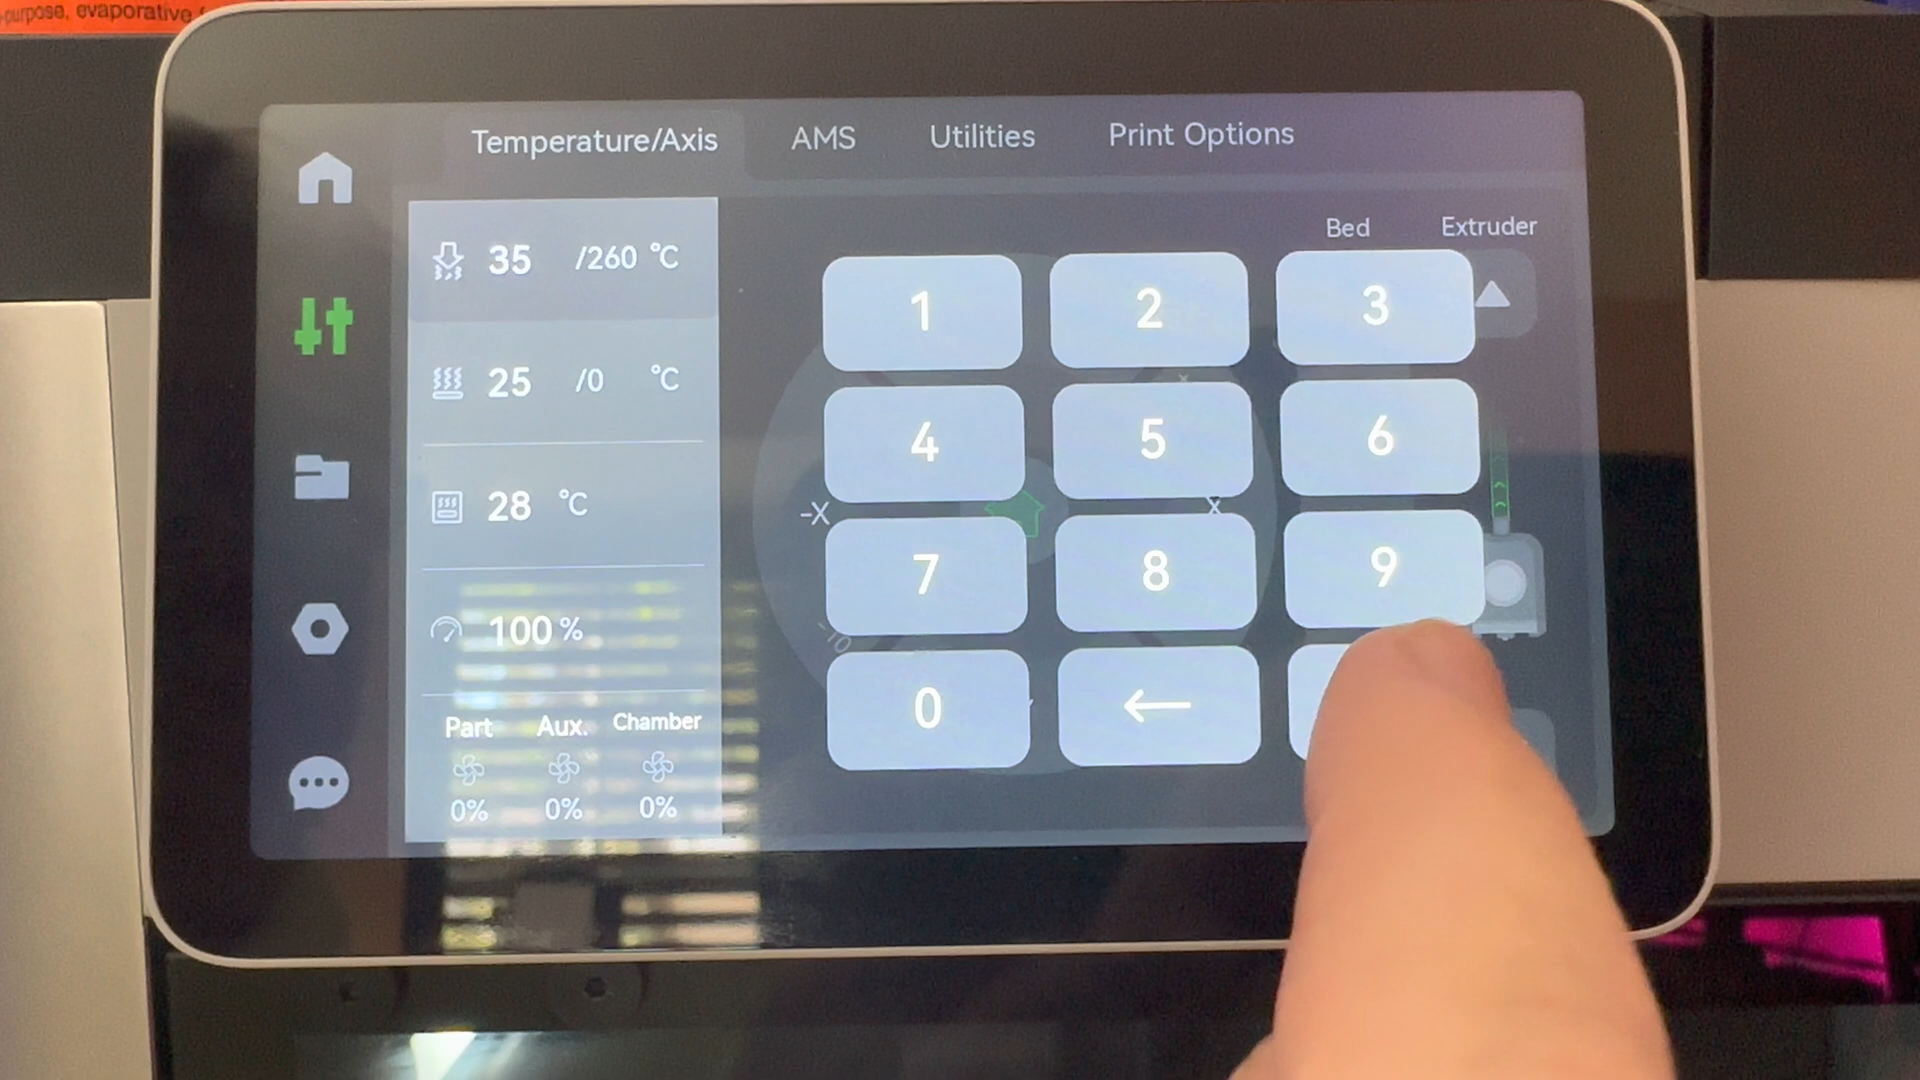 -purpose, evaporative
Temperature/Axis AMS Utilities Print Options
Bed Extruder
35 /260 °C
25 /0 °C
28 °C
100 %
Part Aux. Chamber
0% 0% 0%
1 2 3
4 5 6
-X X
7 8 9
-10
0 ←